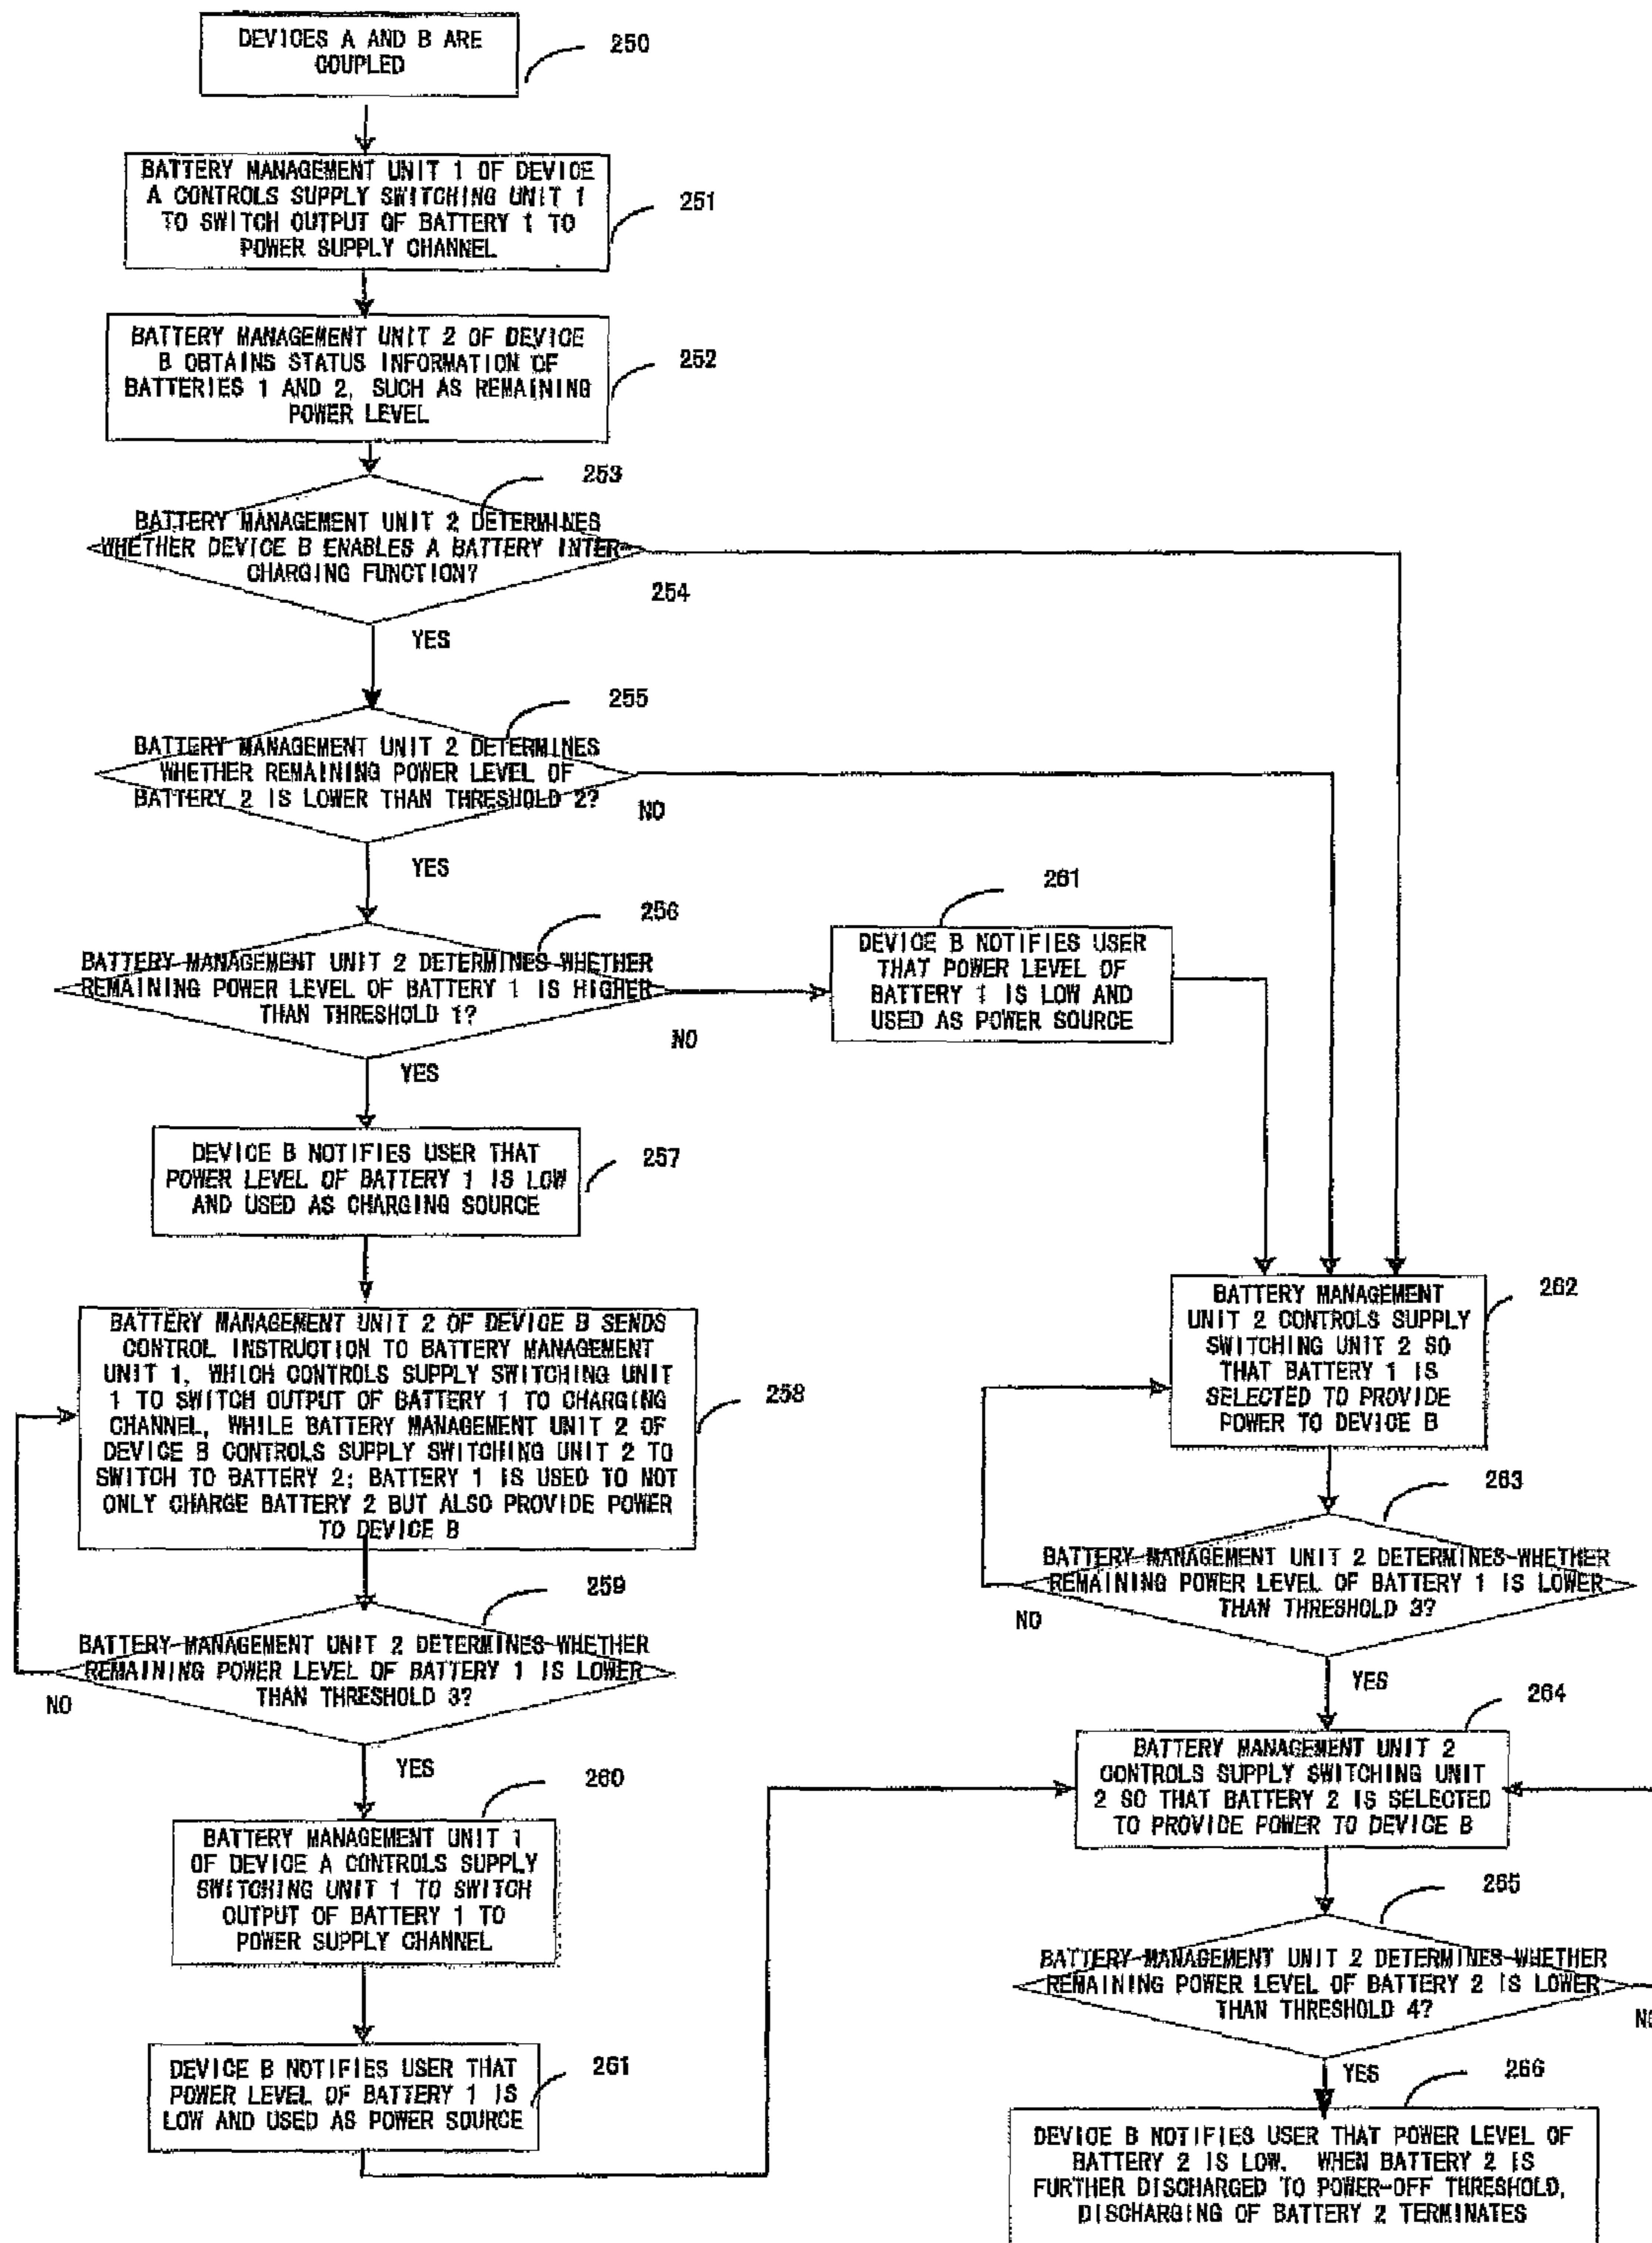 DEVICES A AND B ARE
COUPLED
250
BATTERY MANAGEMENT UNIT 1 OF DEVICE
A CONTROLS SUPPLY SWITCHING UNIT 1
TO SWITCH OUTPUT OF BATTERY 1 TO
POWER SUPPLY CHANNEL
251
BATTERY MANAGEMENT UNIT 2 OF DEVICE
B OBTAINS STATUS INFORMATION OF
BATTERIES 1 AND 2, SUCH AS REMAINING
POWER LEVEL
252
253
BATTERY MANAGEMENT UNIT 2 DETERMINES
WHETHER DEVICE B ENABLES A BATTERY INTER-
CHARGING FUNCTION?
254
YES
255
BATTERY MANAGEMENT UNIT 2 DETERMINES
WHETHER REMAINING POWER LEVEL OF
BATTERY 2 IS LOWER THAN THRESHOLD 2?
NO
YES
256
BATTERY MANAGEMENT UNIT 2 DETERMINES WHETHER
REMAINING POWER LEVEL OF BATTERY 1 IS HIGHER
THAN THRESHOLD 1?
NO
YES
261
DEVICE B NOTIFIES USER
THAT POWER LEVEL OF
BATTERY 1 IS LOW AND
USED AS POWER SOURCE
DEVICE B NOTIFIES USER THAT
POWER LEVEL OF BATTERY 1 IS LOW
AND USED AS CHARGING SOURCE
257
BATTERY MANAGEMENT UNIT 2 OF DEVICE B SENDS
CONTROL INSTRUCTION TO BATTERY MANAGEMENT
UNIT 1, WHICH CONTROLS SUPPLY SWITCHING UNIT
1 TO SWITCH OUTPUT OF BATTERY 1 TO CHARGING
CHANNEL, WHILE BATTERY MANAGEMENT UNIT 2 OF
DEVICE B CONTROLS SUPPLY SWITCHING UNIT 2 TO
SWITCH TO BATTERY 2; BATTERY 1 IS USED TO NOT
ONLY CHARGE BATTERY 2 BUT ALSO PROVIDE POWER
TO DEVICE B
258
259
BATTERY MANAGEMENT UNIT 2 DETERMINES WHETHER
REMAINING POWER LEVEL OF BATTERY 1 IS LOWER
THAN THRESHOLD 3?
NO
YES
260
BATTERY MANAGEMENT UNIT 1
OF DEVICE A CONTROLS SUPPLY
SWITCHING UNIT 1 TO SWITCH
OUTPUT OF BATTERY 1 TO
POWER SUPPLY CHANNEL
DEVICE B NOTIFIES USER THAT
POWER LEVEL OF BATTERY 1 IS
LOW AND USED AS POWER SOURCE
261
BATTERY MANAGEMENT
UNIT 2 CONTROLS SUPPLY
SWITCHING UNIT 2 SO
THAT BATTERY 1 IS
SELECTED TO PROVIDE
POWER TO DEVICE B
262
263
BATTERY MANAGEMENT UNIT 2 DETERMINES WHETHER
REMAINING POWER LEVEL OF BATTERY 1 IS LOWER
THAN THRESHOLD 3?
NO
YES
264
BATTERY MANAGEMENT UNIT 2
CONTROLS SUPPLY SWITCHING UNIT
2 SO THAT BATTERY 2 IS SELECTED
TO PROVIDE POWER TO DEVICE B
265
BATTERY MANAGEMENT UNIT 2 DETERMINES WHETHER
REMAINING POWER LEVEL OF BATTERY 2 IS LOWER
THAN THRESHOLD 4?
YES
266
DEVICE B NOTIFIES USER THAT POWER LEVEL OF
BATTERY 2 IS LOW. WHEN BATTERY 2 IS
FURTHER DISCHARGED TO POWER-OFF THRESHOLD,
DISCHARGING OF BATTERY 2 TERMINATES